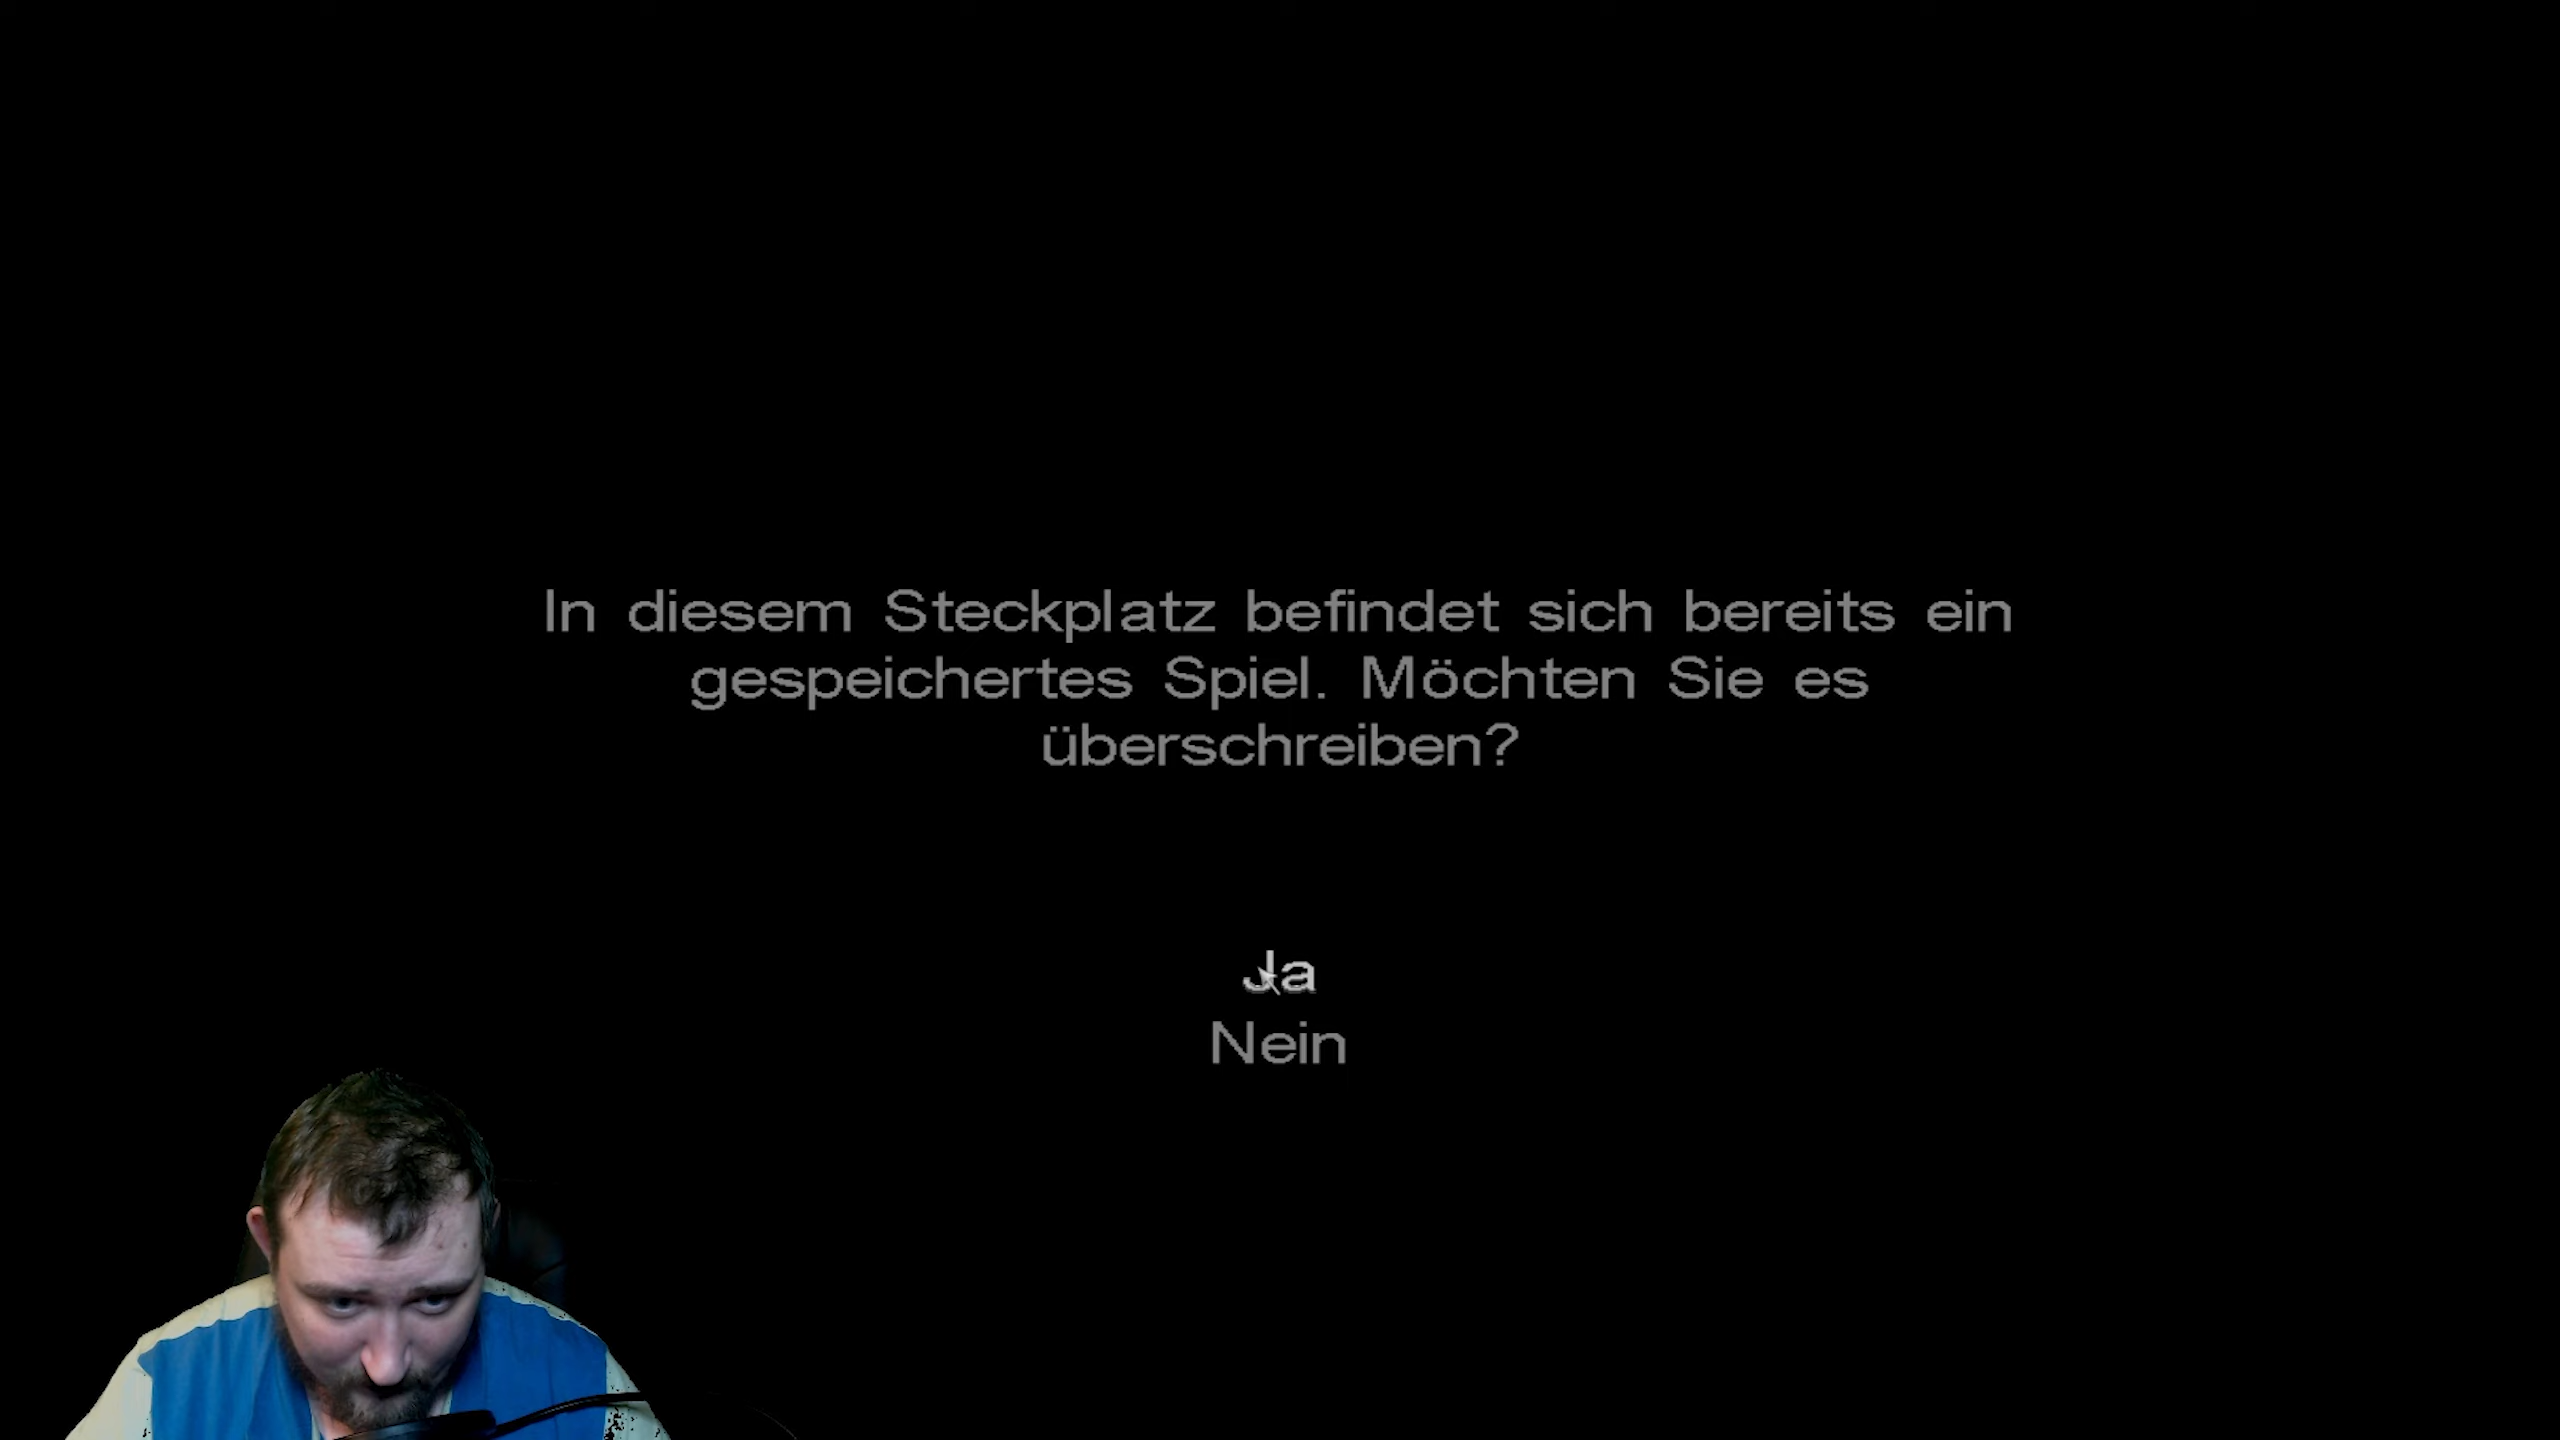 In diesem Steckplatz befindet sich bereits ein
gespeichertes Spiel. Möchten Sie es
überschreiben?
Ja
Nein